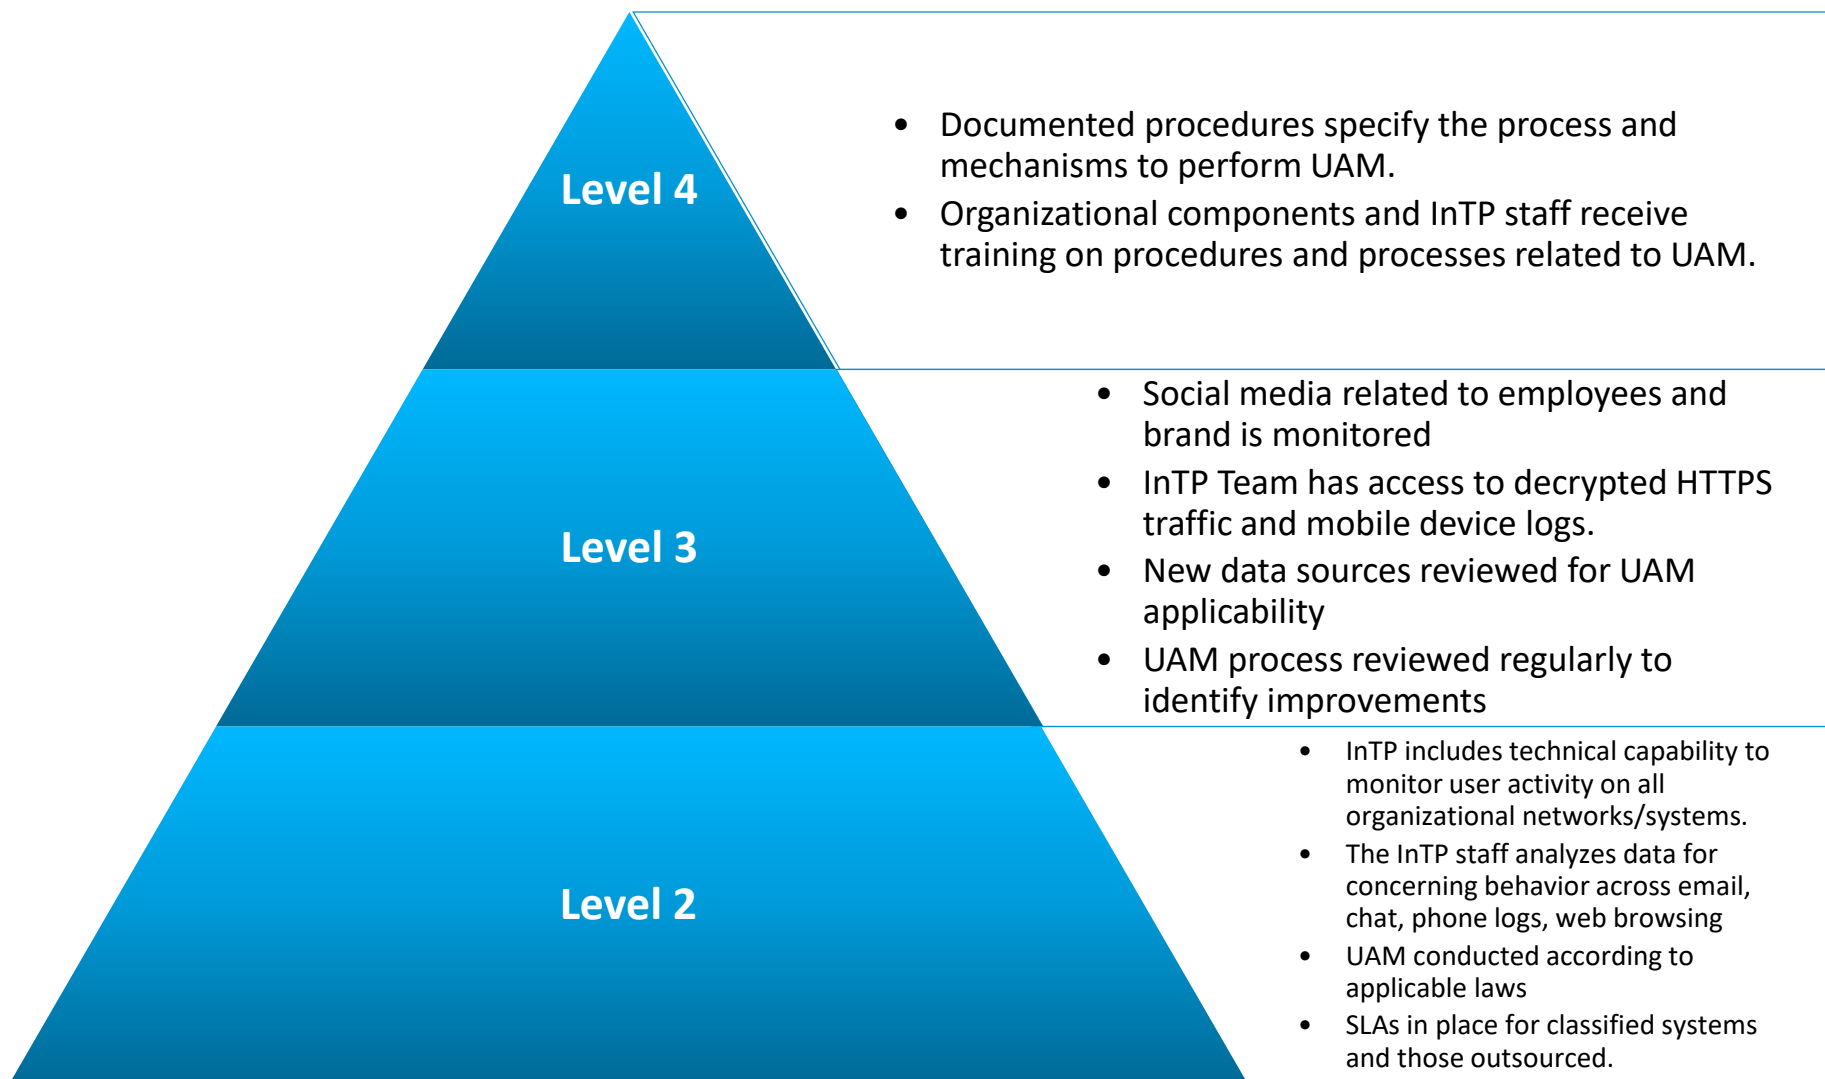 Level 4
• Documented procedures specify the process and
mechanisms to perform UAM.
• Organizational components and InTP staff receive
training on procedures and processes related to UAM.
Level 3
• Social media related to employees and
brand is monitored
• InTP Team has access to decrypted HTTPS
traffic and mobile device logs.
• New data sources reviewed for UAM
applicability
• UAM process reviewed regularly to
identify improvements
Level 2
• InTP includes technical capability to
monitor user activity on all
organizational networks/systems.
• The InTP staff analyzes data for
concerning behavior across email,
chat, phone logs, web browsing
• UAM conducted according to
applicable laws
• SLAs in place for classified systems
and those outsourced.